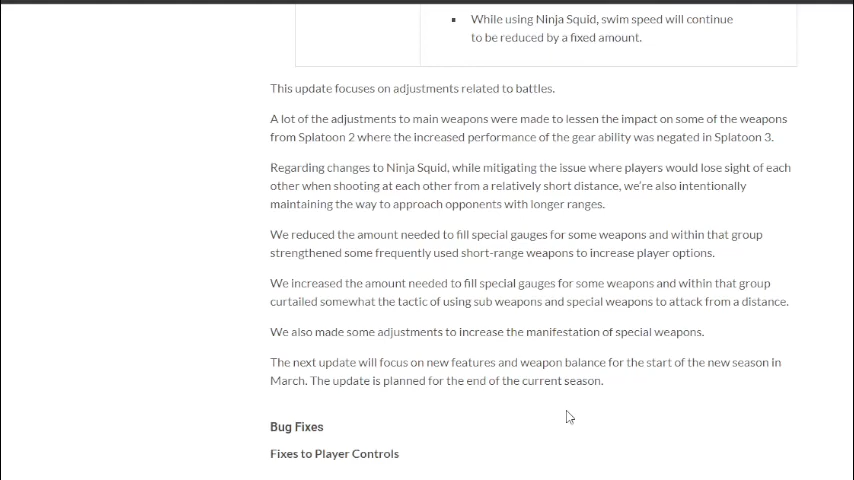 ▪ While using Ninja Squid, swim speed will continue
to be reduced by a fixed amount.
This update focuses on adjustments related to battles.
A lot of the adjustments to main weapons were made to lessen the impact on some of the weapons
from Splatoon 2 where the increased performance of the gear ability was negated in Splatoon 3.
Regarding changes to Ninja Squid, while mitigating the issue where players would lose sight of each
other when shooting at each other from a relatively short distance, we're also intentionally
maintaining the way to approach opponents with longer ranges.
We reduced the amount needed to fill special gauges for some weapons and within that group
strengthened some frequently used short-range weapons to increase player options.
We increased the amount needed to fill special gauges for some weapons and within that group
curtailed somewhat the tactic of using sub weapons and special weapons to attack from a distance.
We also made some adjustments to increase the manifestation of special weapons.
The next update will focus on new features and weapon balance for the start of the new season in
March. The update is planned for the end of the current season.
Bug Fixes
Fixes to Player Controls